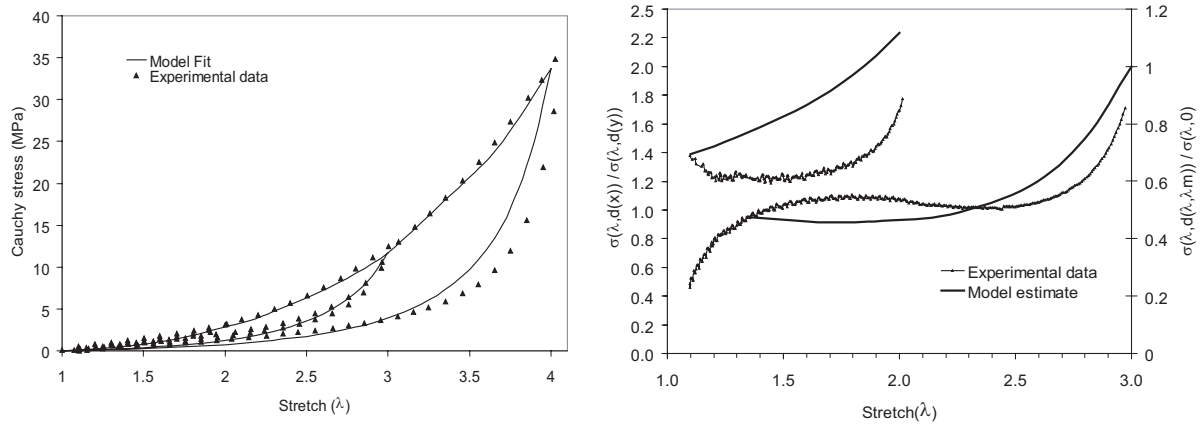 40
35
30
25
20
15
10
5
0
Cauchy stress (MPa)
Model Fit
Experimental data
1 1.5 2 2.5 3 3.5 4
Stretch (λ)
2.5
2.2
2.0
1.8
1.6
1.4
1.2
1.0
0.8
0.6
0.4
0.2
0.0
σ(λ,d(x)) / σ(λ,d(y))
Experimental data
Model estimate
1.2
1
0.8
0.6
0.4
0.2
0
σ(λ,d(λ,λm)) / σ(λ,0)
1.0 1.5 2.0 2.5 3.0
Stretch(λ)